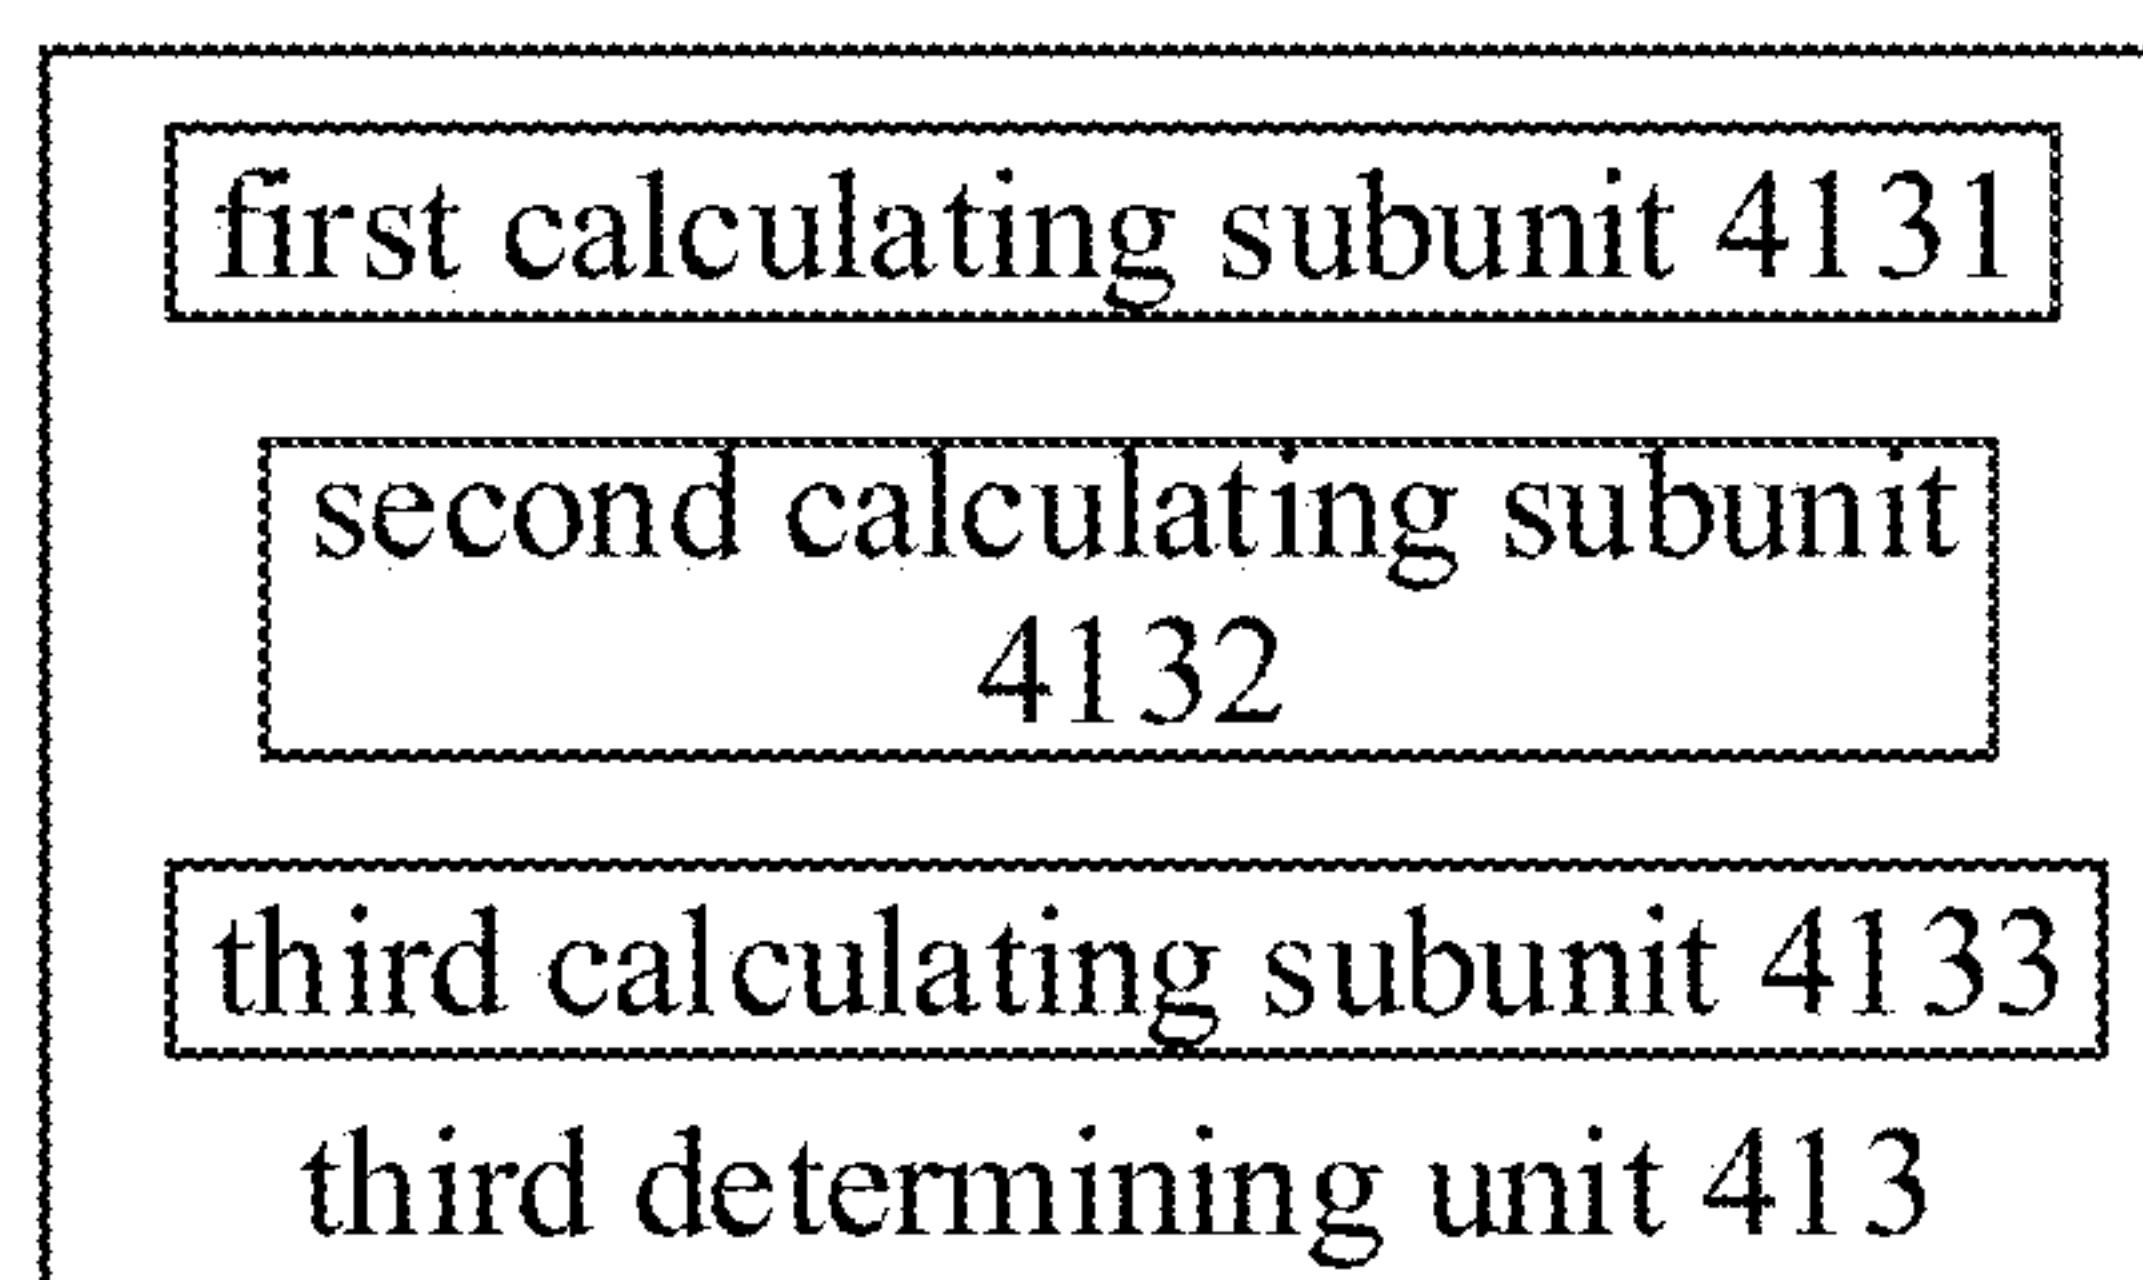 first calculating subunit 4131
second calculating subunit
4132
third calculating subunit 4133
third determining unit 413